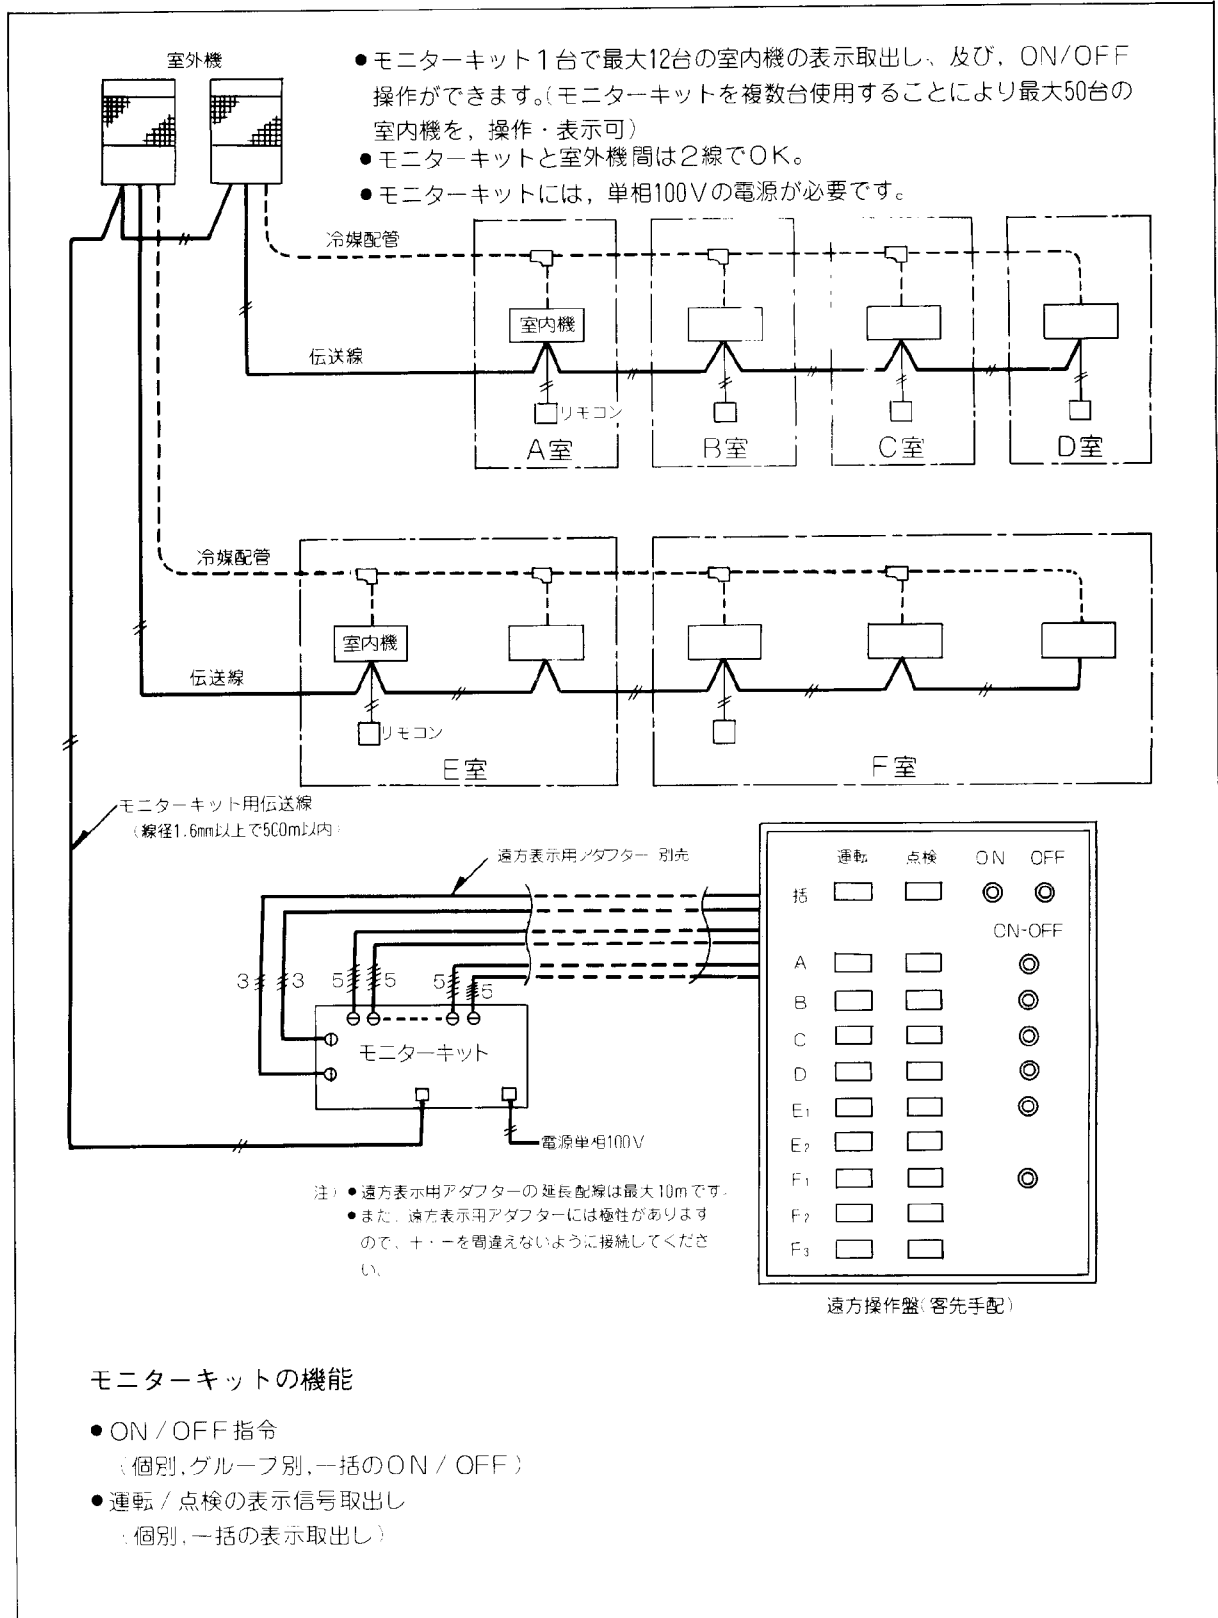 室外機
●モニターキット1台で最大12台の室内機の表示取出し、及び，ON/OFF
操作ができます。(モニターキットを複数台使用することにより最大50台の
室内機を，操作・表示可)
●モニターキットと室外機間は2線でOK。
●モニターキットには，単相100Vの電源が必要です。
冷媒配管
室内機
伝送線
リモコン
A室
B室
C室
D室
冷媒配管
室内機
伝送線
リモコン
E室
F室
モニターキット用伝送線
(線径1.6mm以上で500m以内)
遠方表示用アダプター 別売
運転 点検 ON OFF
括
ON-OFF
A
B
C
D
E1
E2
F1
F2
F3
3 3 5 5 5 5
モニターキット
電源単相100V
注) ●遠方表示用アダプターの延長配線は最大10mです。
●また、遠方表示用アダプターには極性があります
ので、＋・－を間違えないように接続してくださ
い。
遠方操作盤(客先手配)
モニターキットの機能
●ON/OFF指令
(個別,グループ別,一括のON/OFF)
●運転/点検の表示信号取出し
(個別,一括の表示取出し)